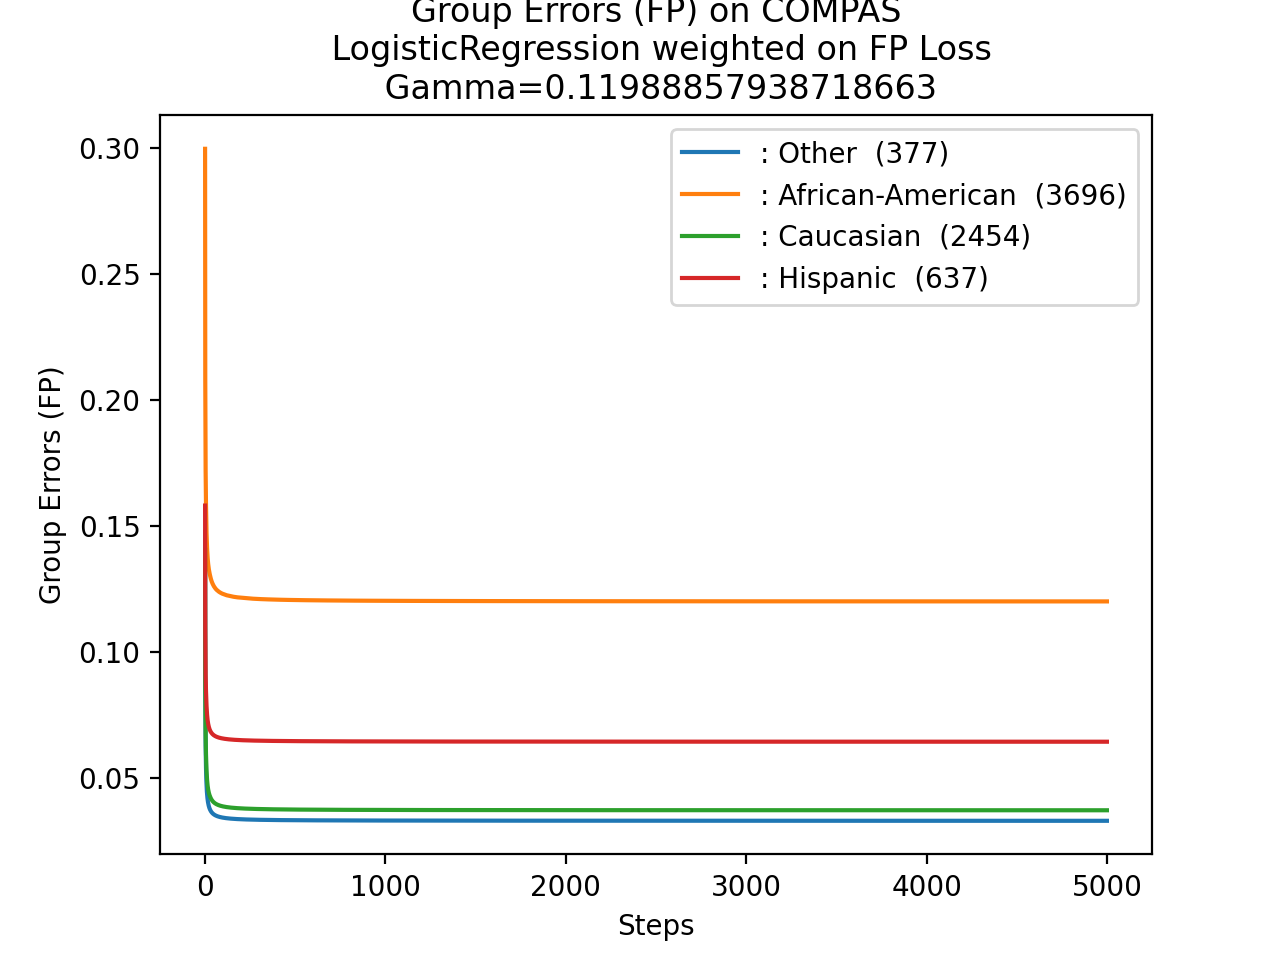 Group Errors (FP) on COMPAS
LogisticRegression weighted on FP Loss
Gamma=0.11988857938718663
: Other (377)
: African-American (3696)
: Caucasian (2454)
: Hispanic (637)
Group Errors (FP)
0.30
0.25
0.20
0.15
0.10
0.05
0
1000
2000
3000
4000
5000
Steps